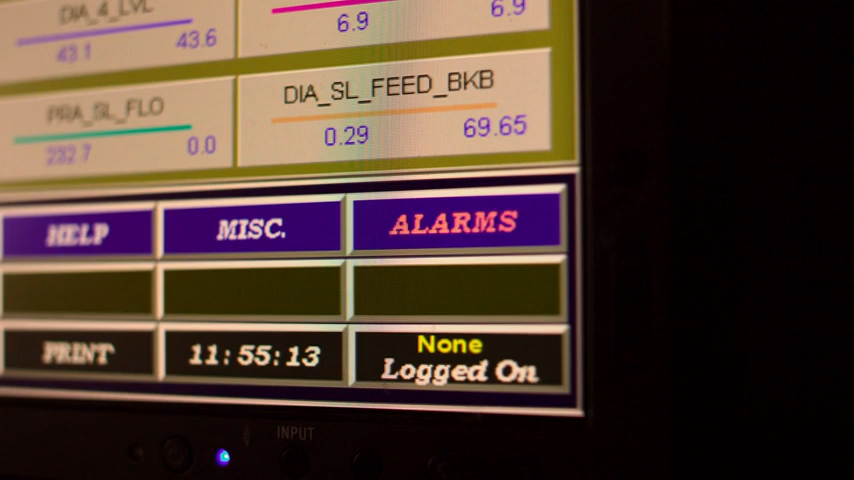 DIA_4_LVL
43.1 43.6
6.9 6.9
PRA_SL_FLO
232.7 0.0
DIA_SL_FEED_BKB
0.29 69.65
HELP MISC. ALARMS
PRINT 11:55:13 None
Logged On
INPUT